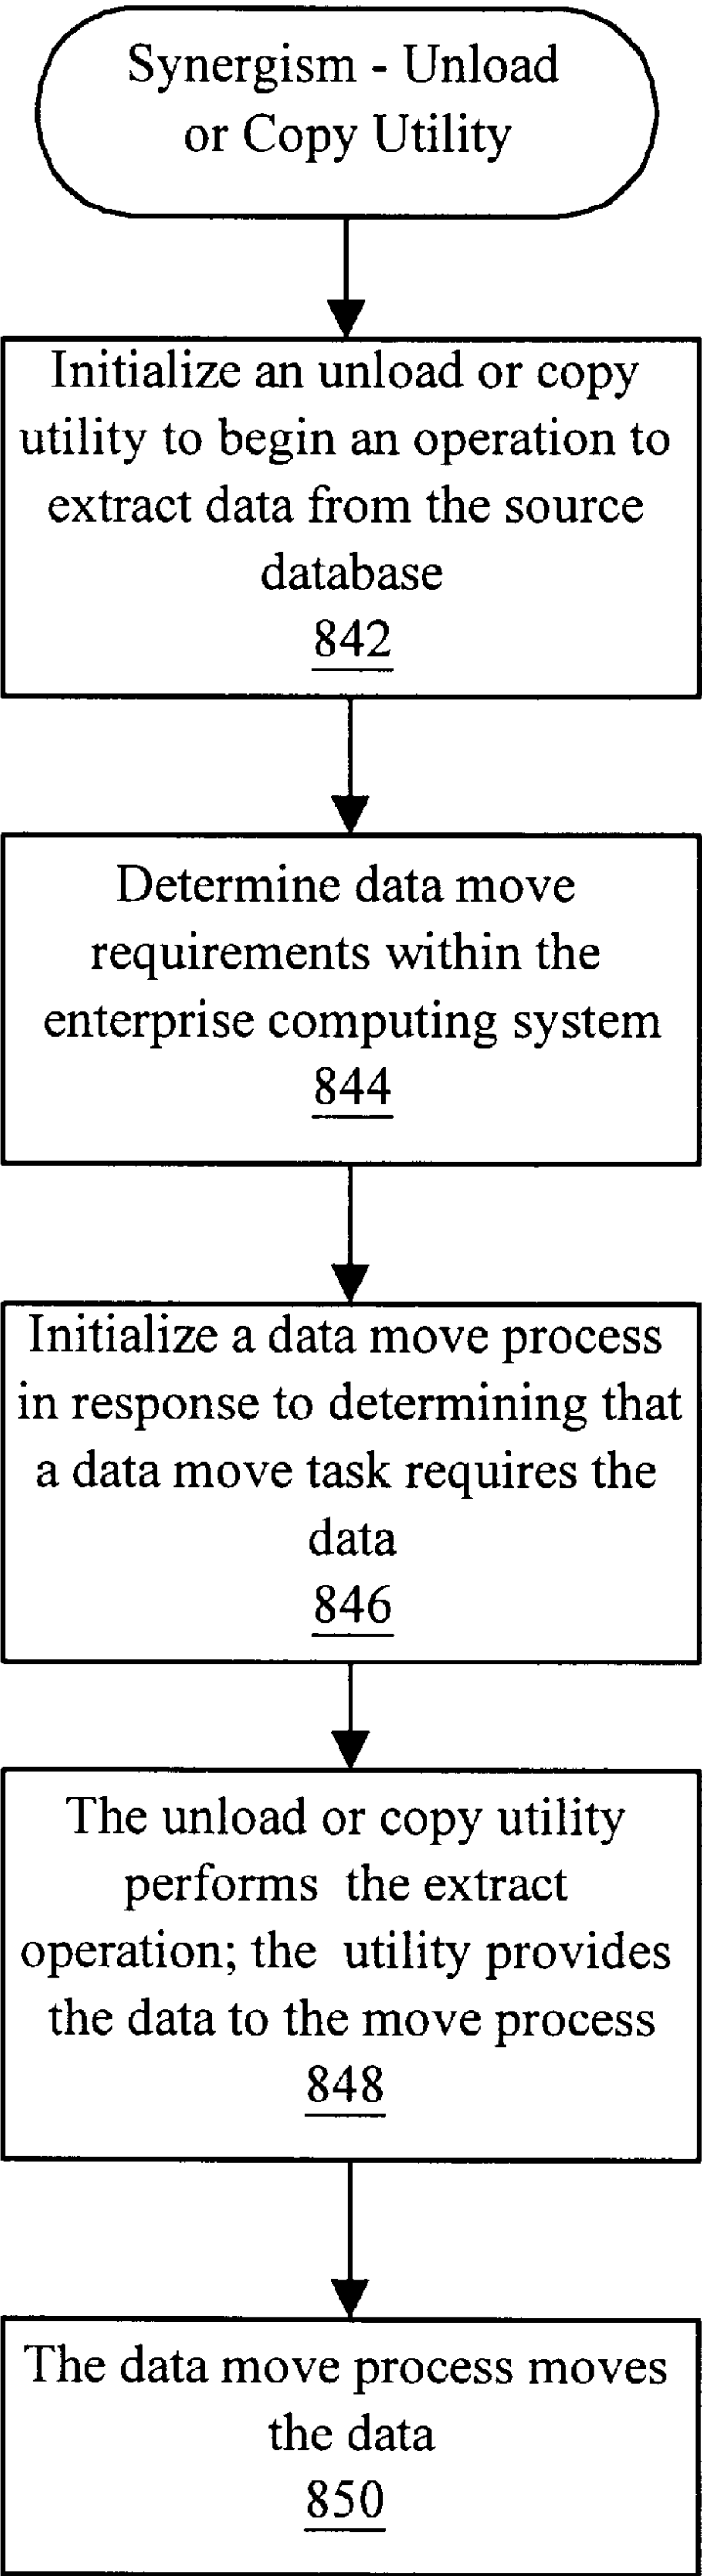 Synergism - Unload
or Copy Utility
Initialize an unload or copy
utility to begin an operation to
extract data from the source
database
842
Determine data move
requirements within the
enterprise computing system
844
Initialize a data move process
in response to determining that
a data move task requires the
data
846
The unload or copy utility
performs the extract
operation; the utility provides
the data to the move process
848
The data move process moves
the data
850